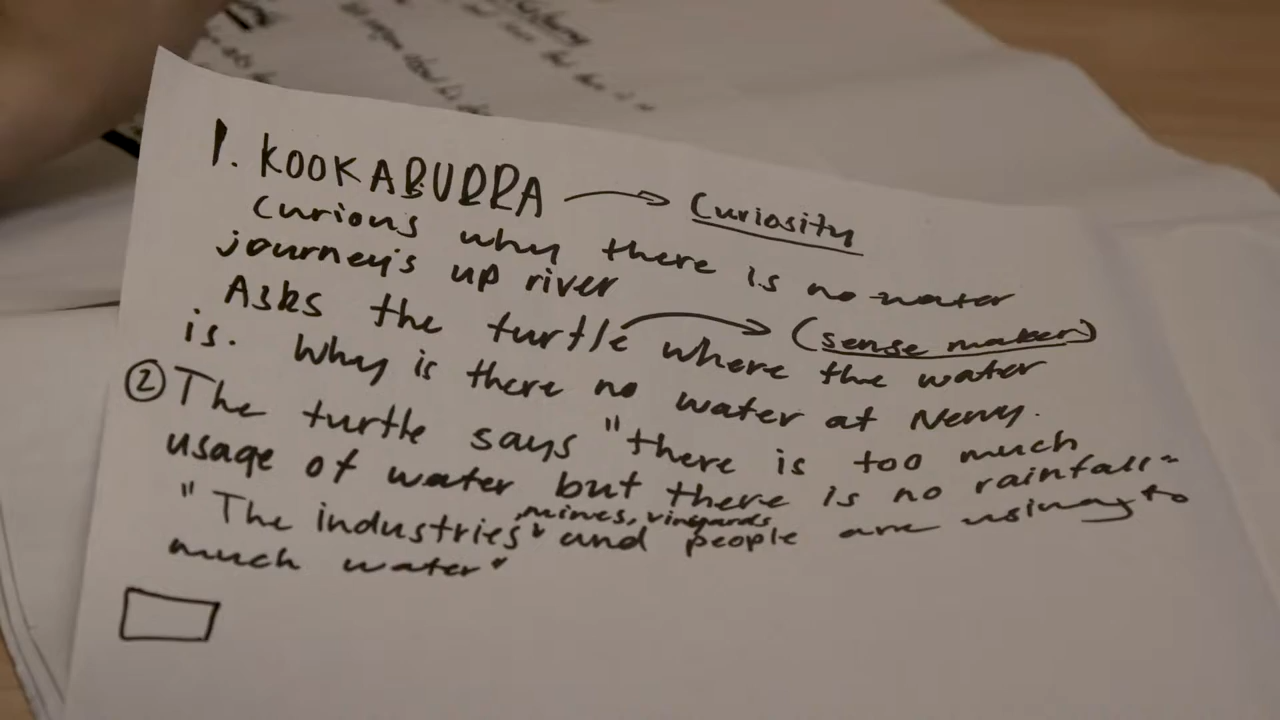 1. KOOKABURRA → Curiosity
Curious why there is no water
journey's up river
Asks the turtle → (sense maker) where the water
is. Why is there no water at Newy.
② The turtle says "there is too much
usage of water but there is no rainfall"
"The industries mines, vinyards and people are using to
much water"